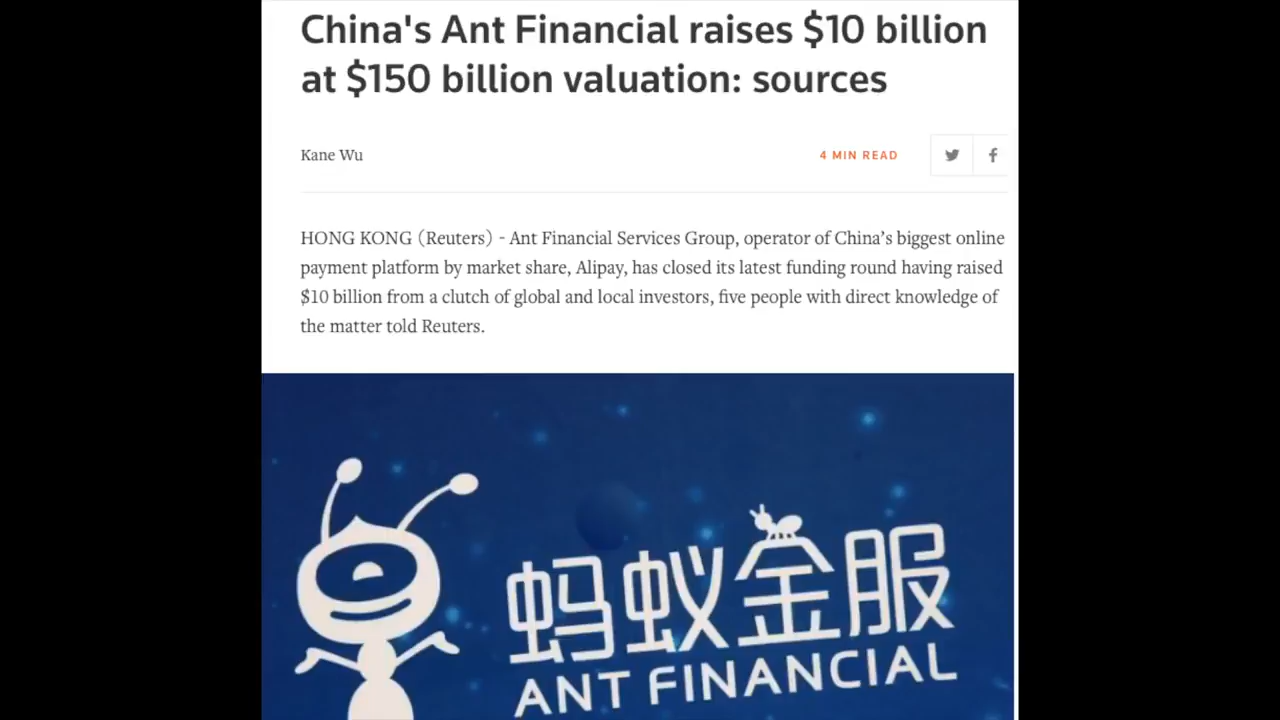 China's Ant Financial raises $10 billion
at $150 billion valuation: sources
Kane Wu
4 MIN READ
HONG KONG (Reuters) - Ant Financial Services Group, operator of China’s biggest online
payment platform by market share, Alipay, has closed its latest funding round having raised
$10 billion from a clutch of global and local investors, five people with direct knowledge of
the matter told Reuters.
蚂蚁金服
ANT FINANCIAL